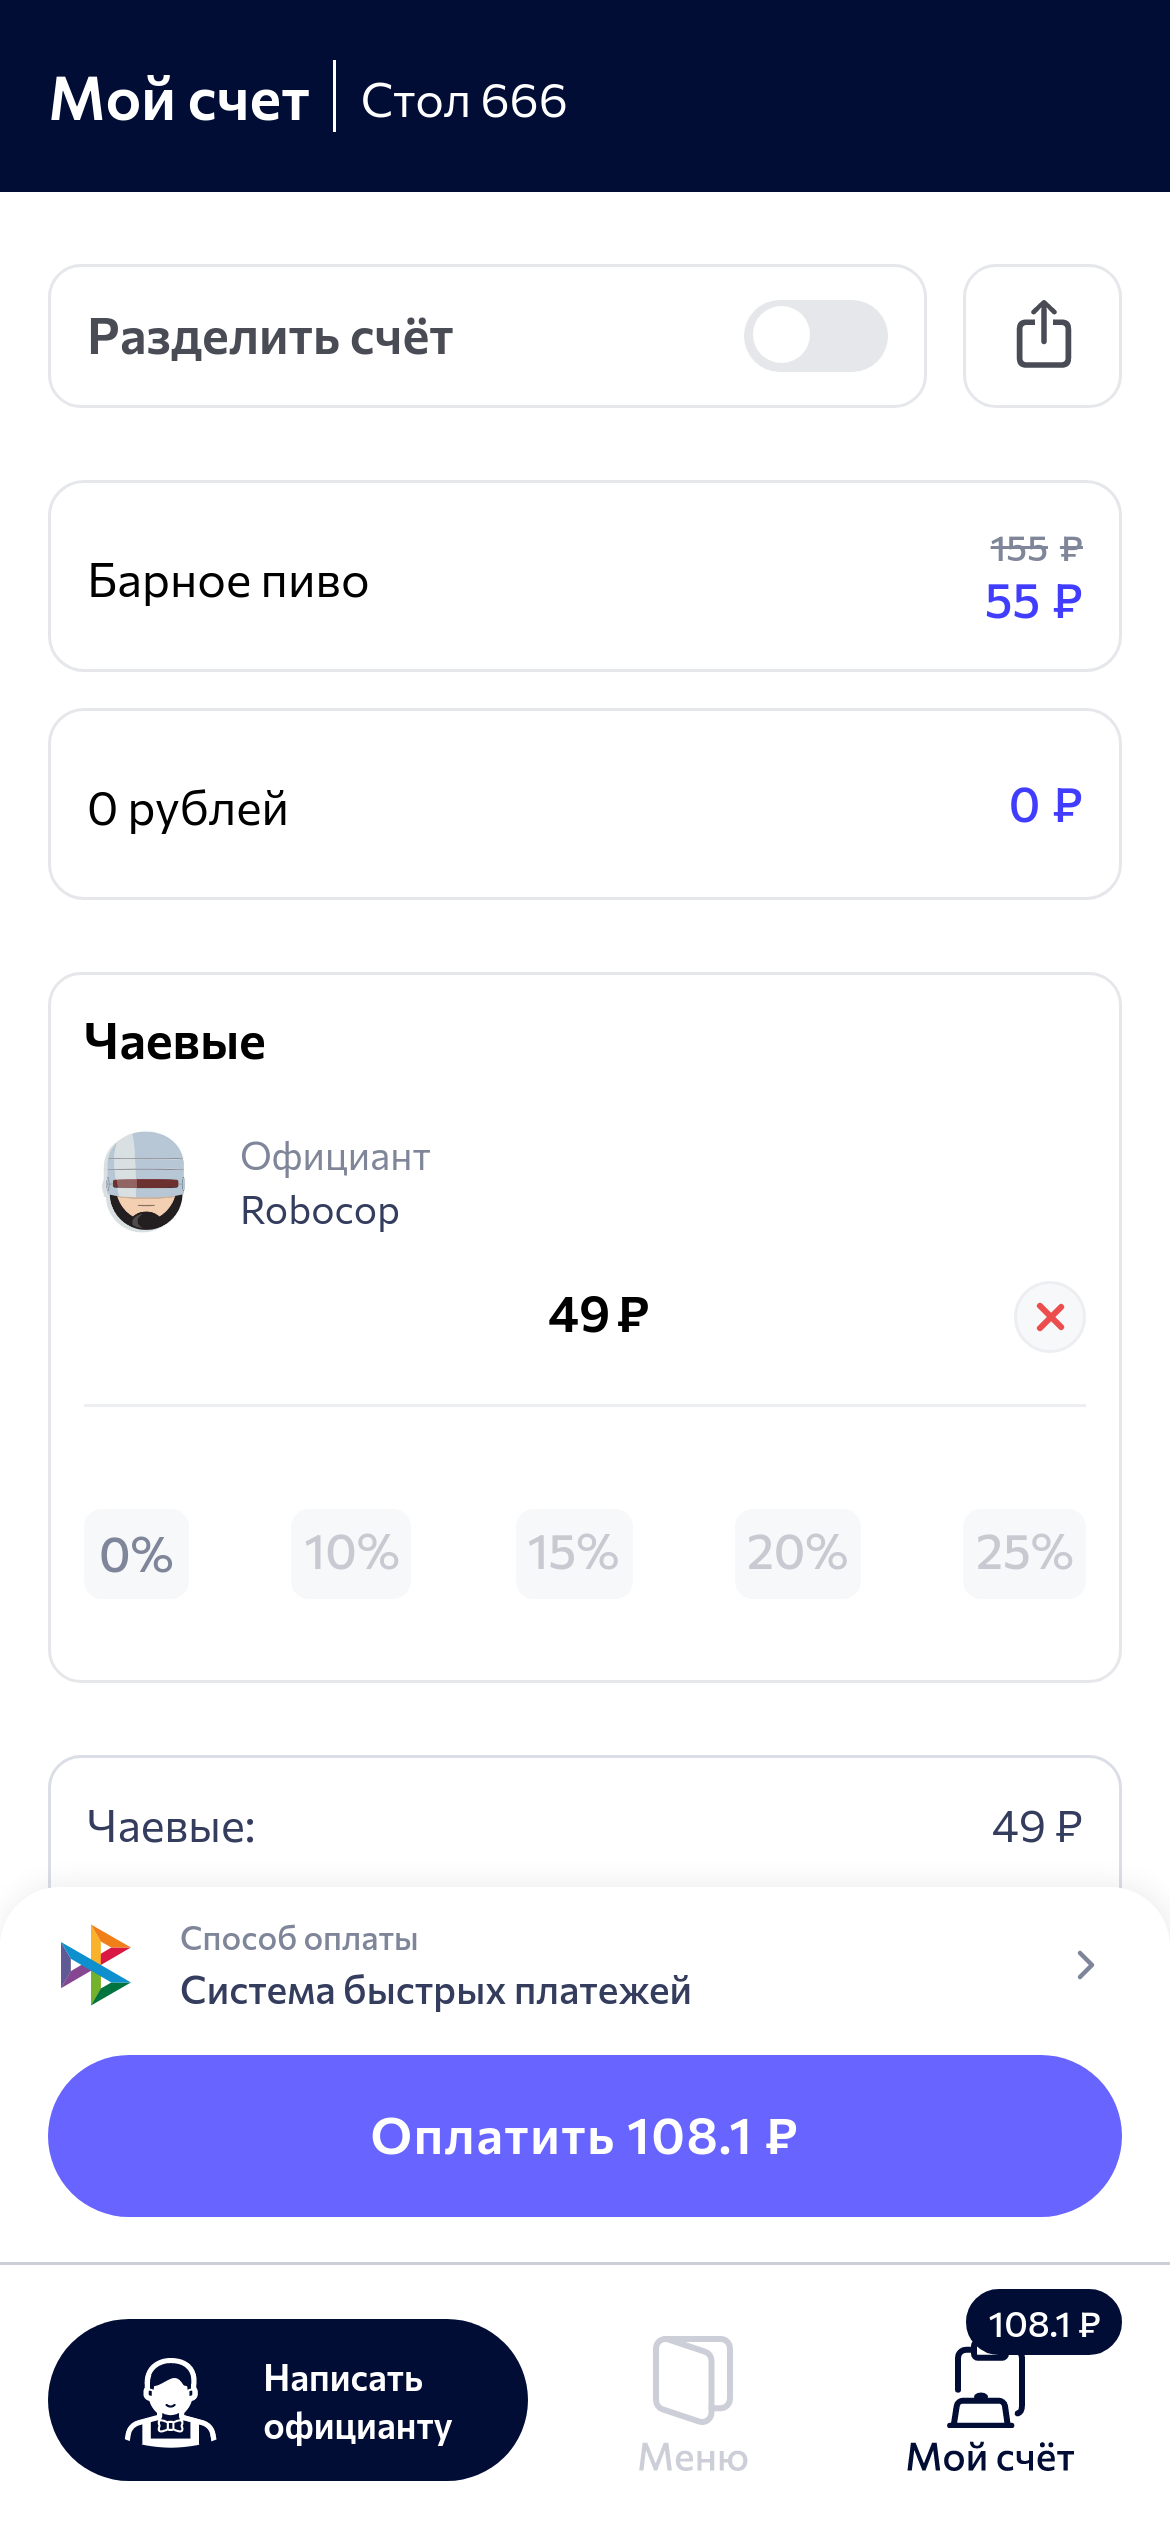 Мой счет
Стол 666
Разделить счёт
Барное пиво
155 ₽
55 ₽
0 рублей
0 ₽
Чаевые
Официант
Robocop
49 ₽
0%
10%
15%
20%
25%
Чаевые:
49 ₽
Способ оплаты
Система быстрых платежей
Оплатить 108.1 ₽
Написать
официанту
Меню
108.1 ₽
Мой счёт